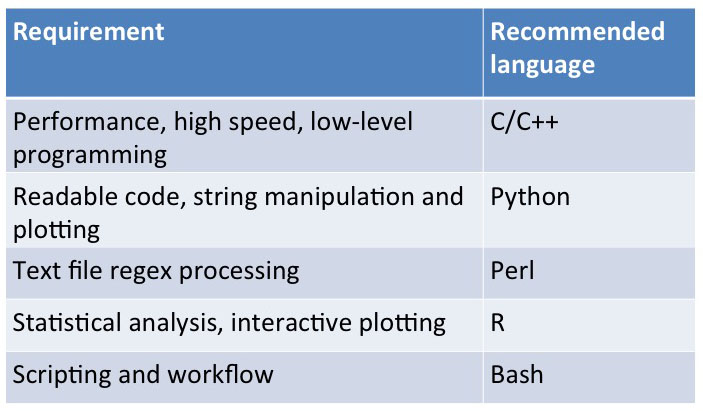 Requirement
Recommended
language
Performance, high speed, low-level
programming
C/C++
Readable code, string manipulation and
plotting
Python
Text file regex processing
Perl
Statistical analysis, interactive plotting
R
Scripting and workflow
Bash